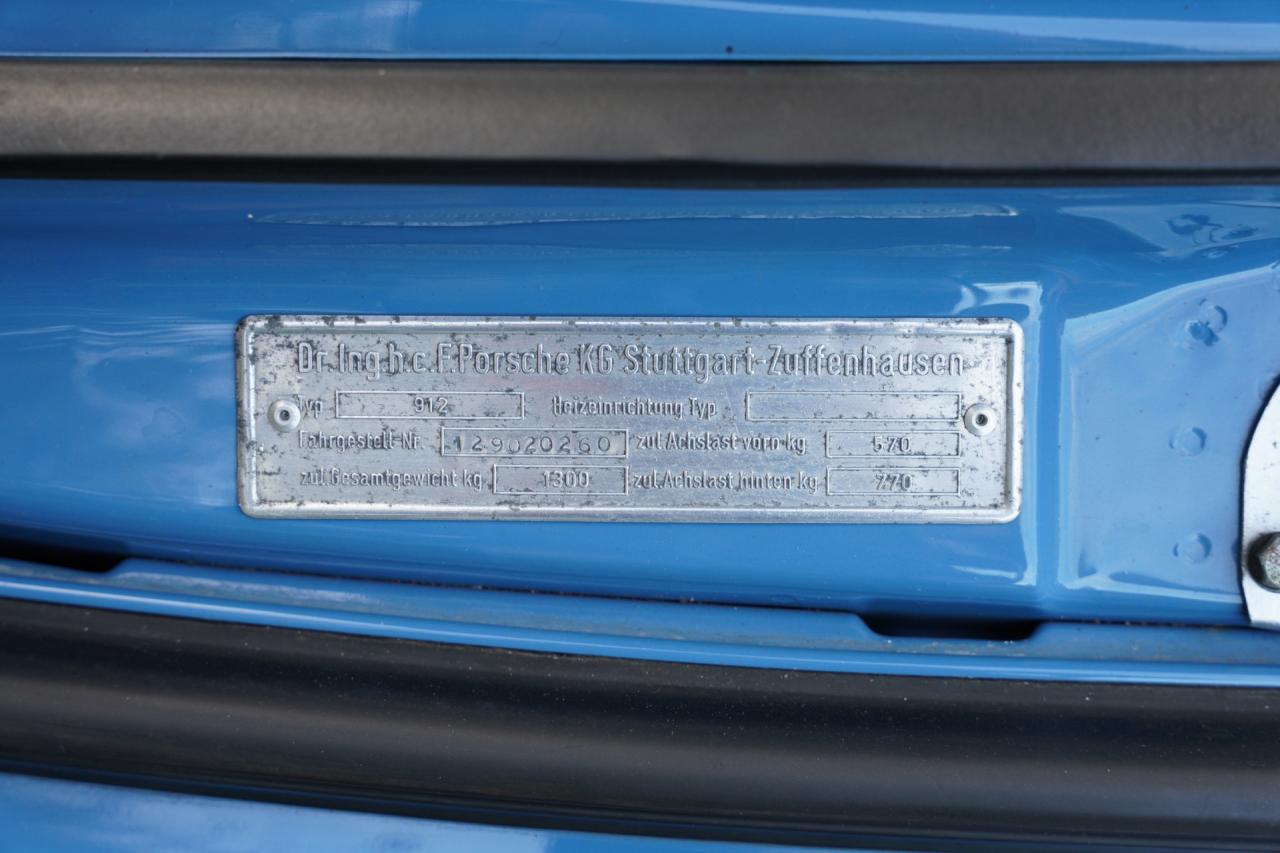 Dr. Ing. h. c. F. Porsche KG Stuttgart-Zuffenhausen
Typ 912 Heizeinrichtung Typ
Fahrgestell-Nr. 129020260 zul. Achslast vorn kg 570
zul. Gesamtgewicht kg 1300 zul. Achslast hinten kg 770